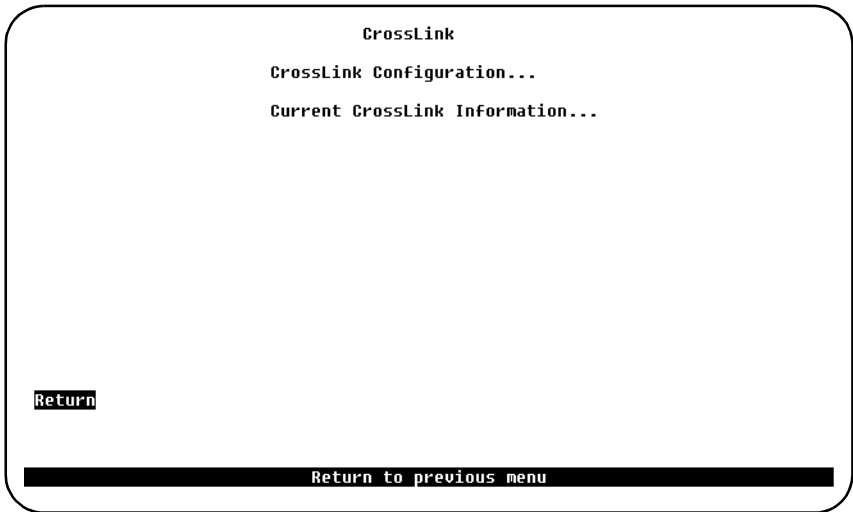 CrossLink
CrossLink Configuration...
Current CrossLink Information...
Return
Return to previous menu